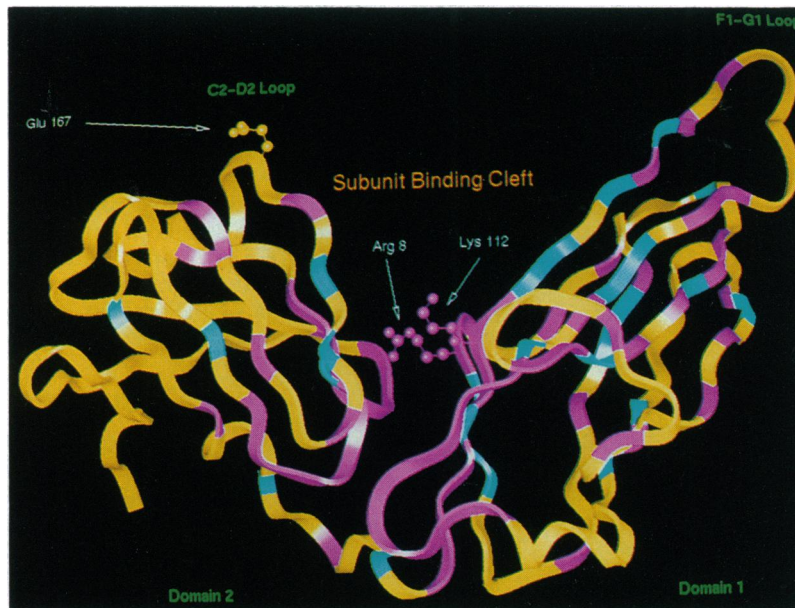 F1-G1 Loop
C2-D2 Loop
Glu 167
Subunit Binding Cleft
Arg 8
Lys 112
Domain 2
Domain 1